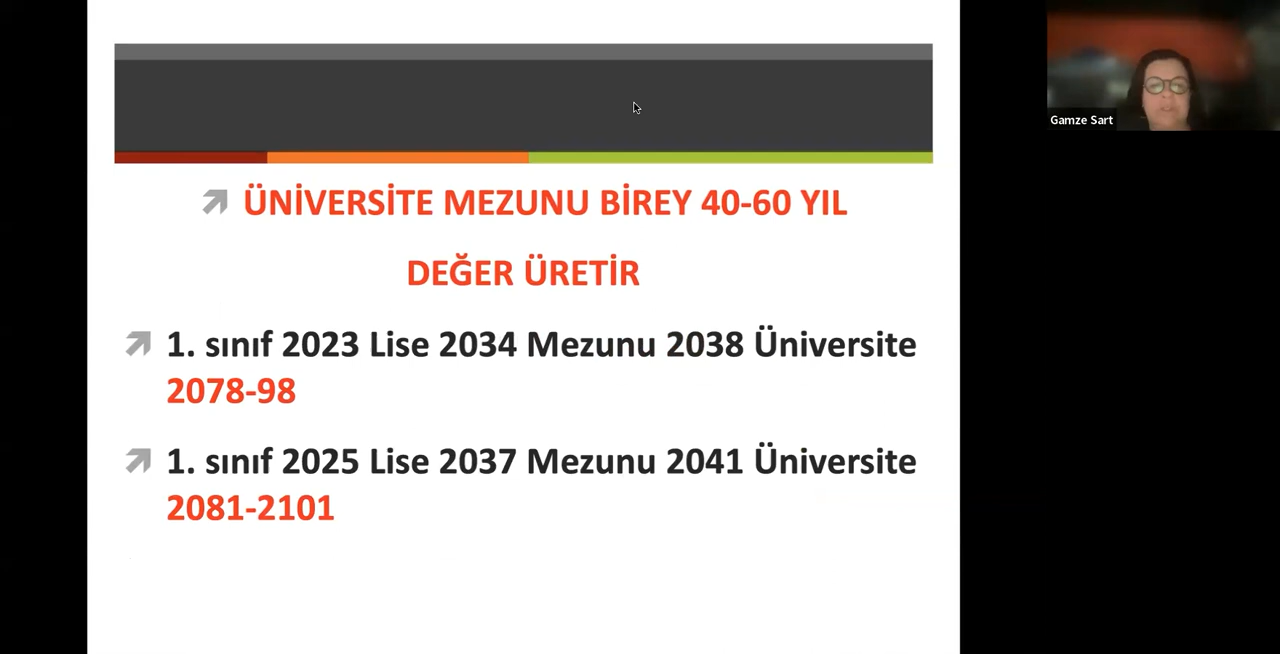 ÜNİVERSİTE MEZUNU BİREY 40-60 YIL
DEĞER ÜRETİR
1. sınıf 2023 Lise 2034 Mezunu 2038 Üniversite
2078-98
1. sınıf 2025 Lise 2037 Mezunu 2041 Üniversite
2081-2101
Gamze Sart